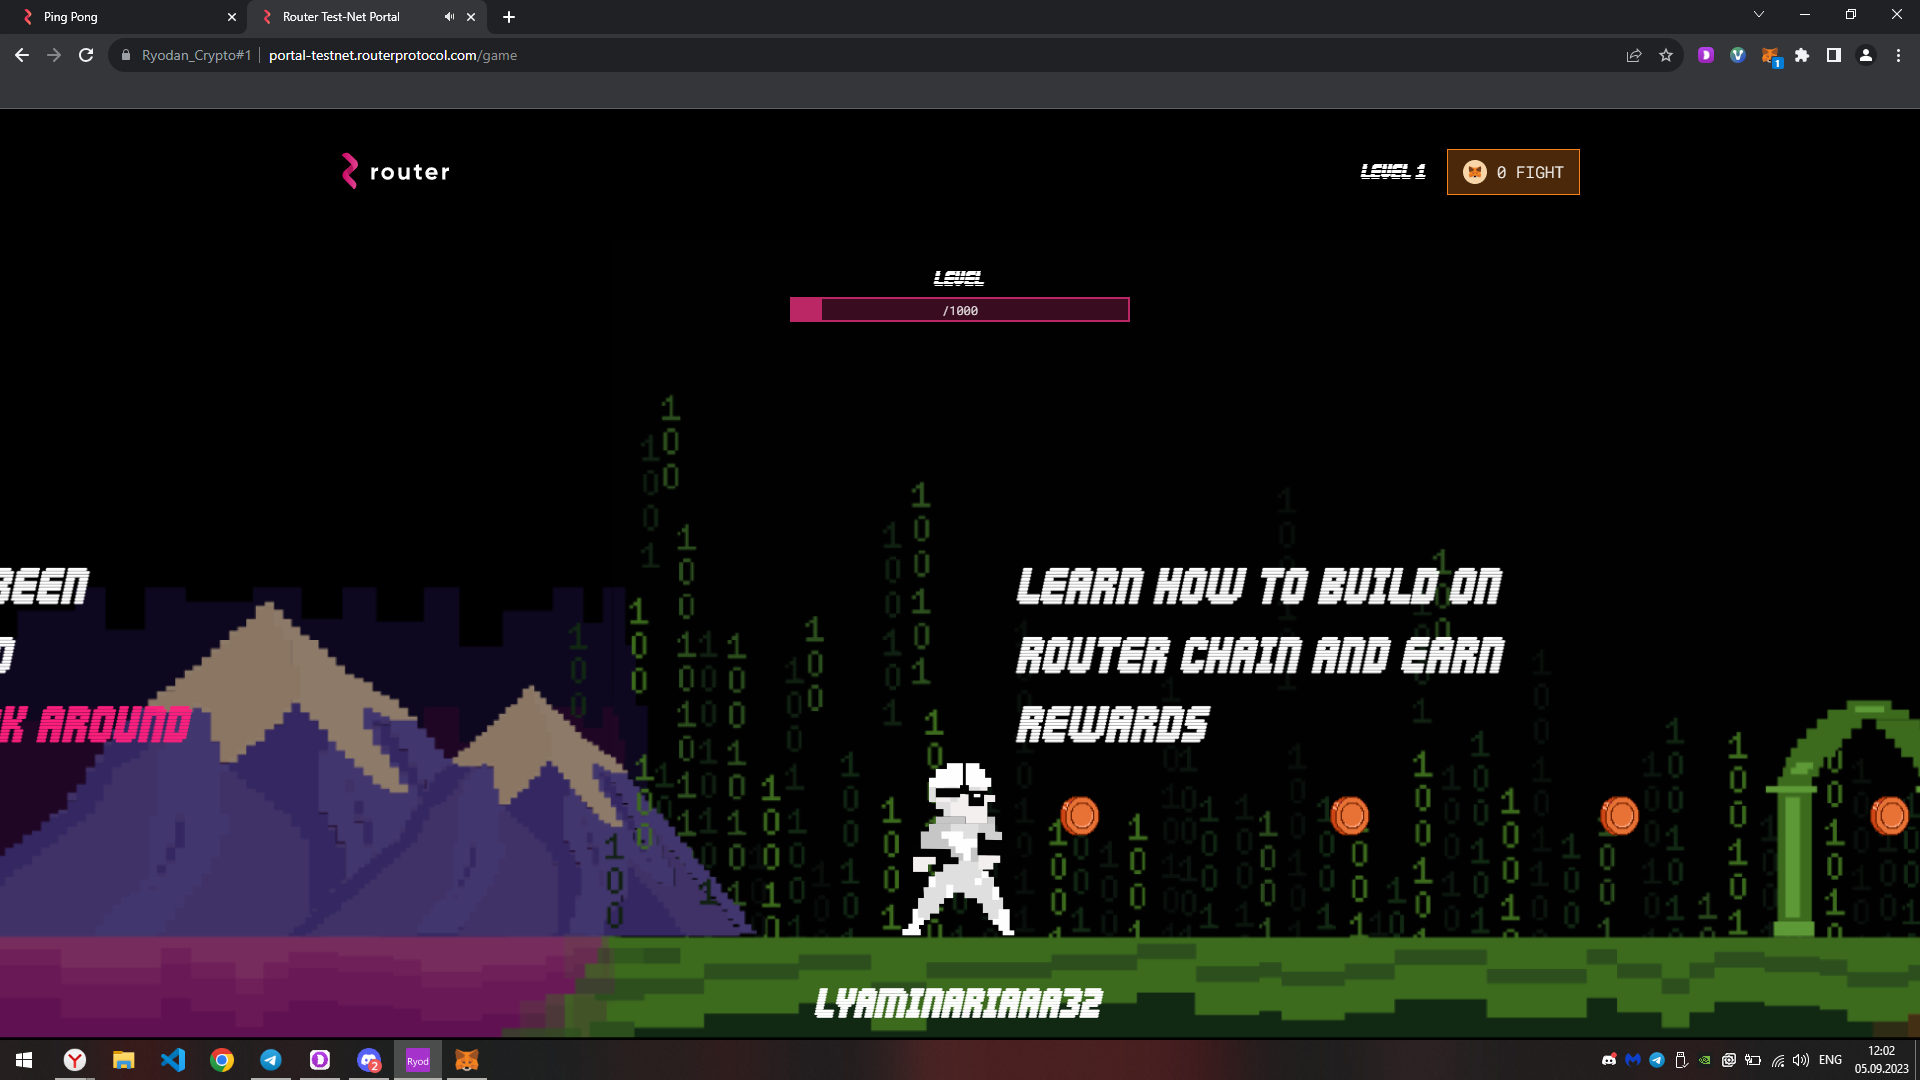 Ping Pong
Router Test-Net Portal
Ryodan_Crypto#1
portal-testnet.routerprotocol.com/game
1
router
LEVEL 1
0 FIGHT
LEVEL
/1000
BEEN
K AROUND
LEARN HOW TO BUILD ON
ROUTER CHAIN AND EARN
REWARDS
LYAMINARIAAA32
2
Ryod
ENG
12:02
05.09.2023